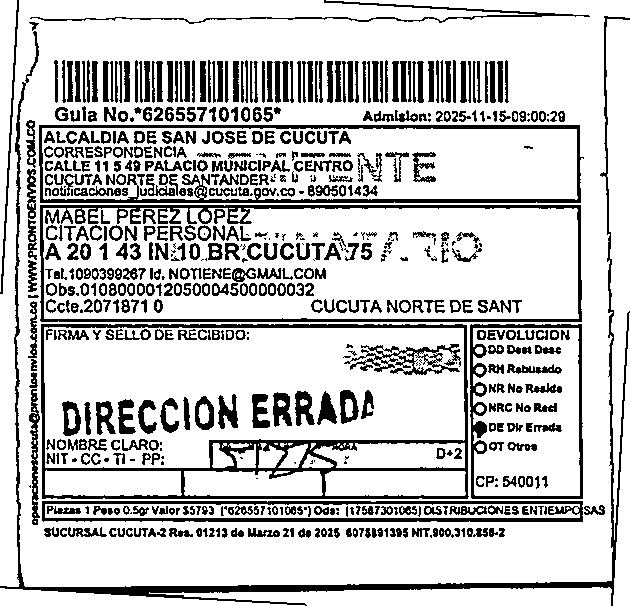 Guia No.*626557101065*
Admision: 2025-11-15-09:00:29
ALCALDIA DE SAN JOSE DE CUCUTA
CORRESPONDENCIA
CALLE 11 5 49 PALACIO MUNICIPAL CENTRO
CUCUTA NORTE DE SANTANDER
notificaciones_judiciales@cucuta.gov.co - 890501434
MABEL PEREZ LOPEZ
CITACION PERSONAL
A 20 1 43 IN 10 BR CUCUTA 75
Tel.1090399267 Id. NOTIENE@GMAIL.COM
Obs.0108000012050004500000032
Ccte.2071871 0
CUCUTA NORTE DE SANT
FIRMA Y SELLO DE RECIBIDO:
DIRECCION ERRADA
NOMBRE CLARO:
NIT - CC - TI - PP:
HORA
D+2
DEVOLUCION
DD Dest Desc
RH Rehusado
NR No Reside
NRC No Recl
DE Dir Errada
OT Otros
CP: 540011
Piezas 1 Peso 0.5gr Valor $5793 (*626557101065*) Ods: (17587301065) DISTRIBUCIONES ENTIEMPO SAS
SUCURSAL CUCUTA-2 Res. 01213 de Marzo 21 de 2025 6075891395 NIT.900.310.856-2
operacionescucuta@prontoenvios.com.co | WWW.PRONTOENVIOS.COM.CO